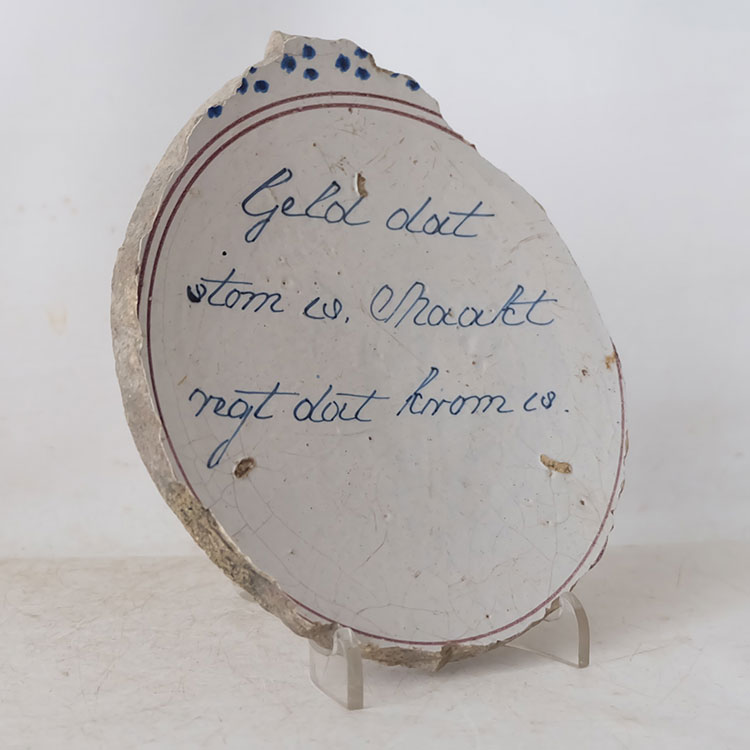 Geld dat
stom is. Maakt
regt dat krom is.